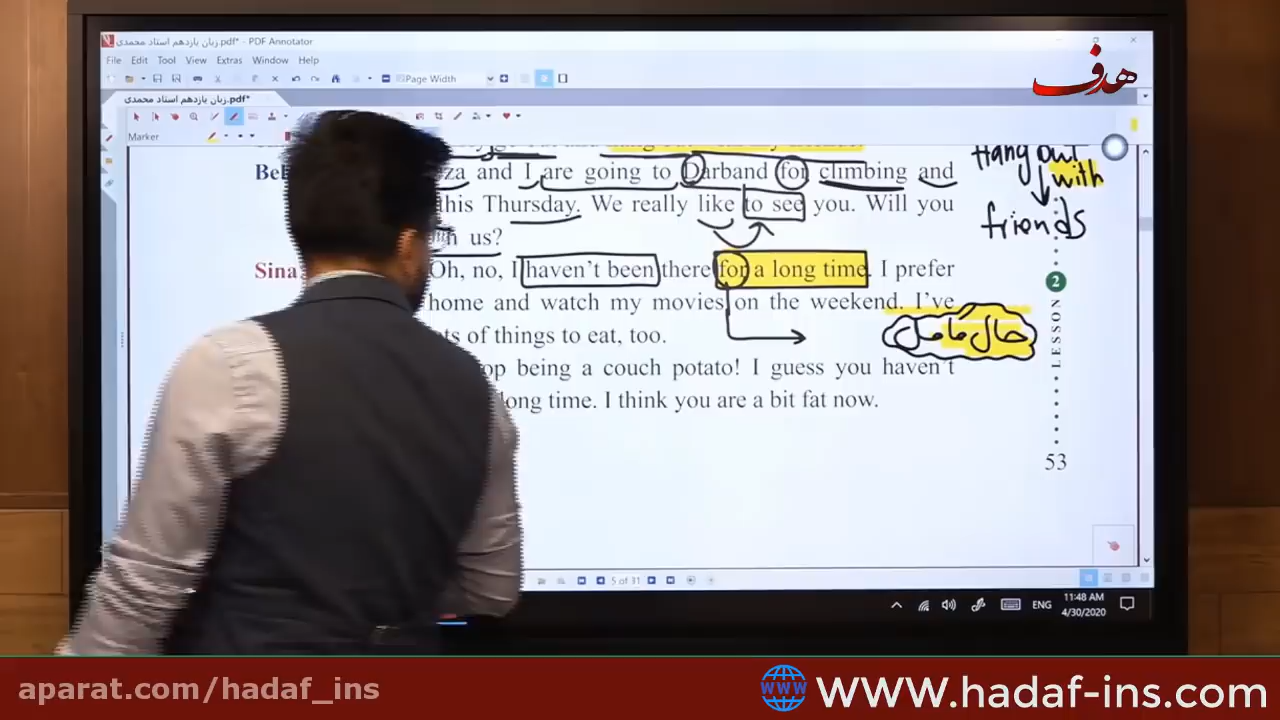 زبان یازدهم استاد محمدی.pdf* - PDF Annotator
هدف
File Edit Tool View Extras Window Help
Page Width
زبان یازدهم استاد محمدی.pdf*
Marker
Hang out
with
friends
za and I are going to Darband for climbing and
this Thursday. We really like to see you. Will you
us?
Sina Oh, no, I haven't been there for a long time. I prefer
home and watch my movies on the weekend. I've
ts of things to eat, too.
حال کامل
op being a couch potato! I guess you haven't
long time. I think you are a bit fat now.
2
LESSON
53
5 of 31
ENG
11:48 AM
4/30/2020
aparat.com/hadaf_ins
WWW
WWW.hadaf-ins.com